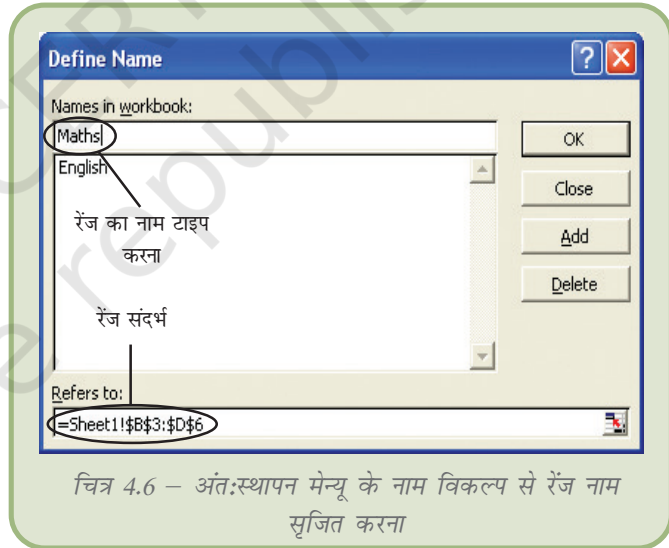 Define Name
Names in workbook:
Maths
OK
English
Close
रेंज का नाम टाइप
करना
Add
Delete
रेंज संदर्भ
Refers to:
=Sheet1!$B$3:$D$6
चित्र 4.6 – अंत:स्थापन मेन्यू के नाम विकल्प से रेंज नाम
सृजित करना